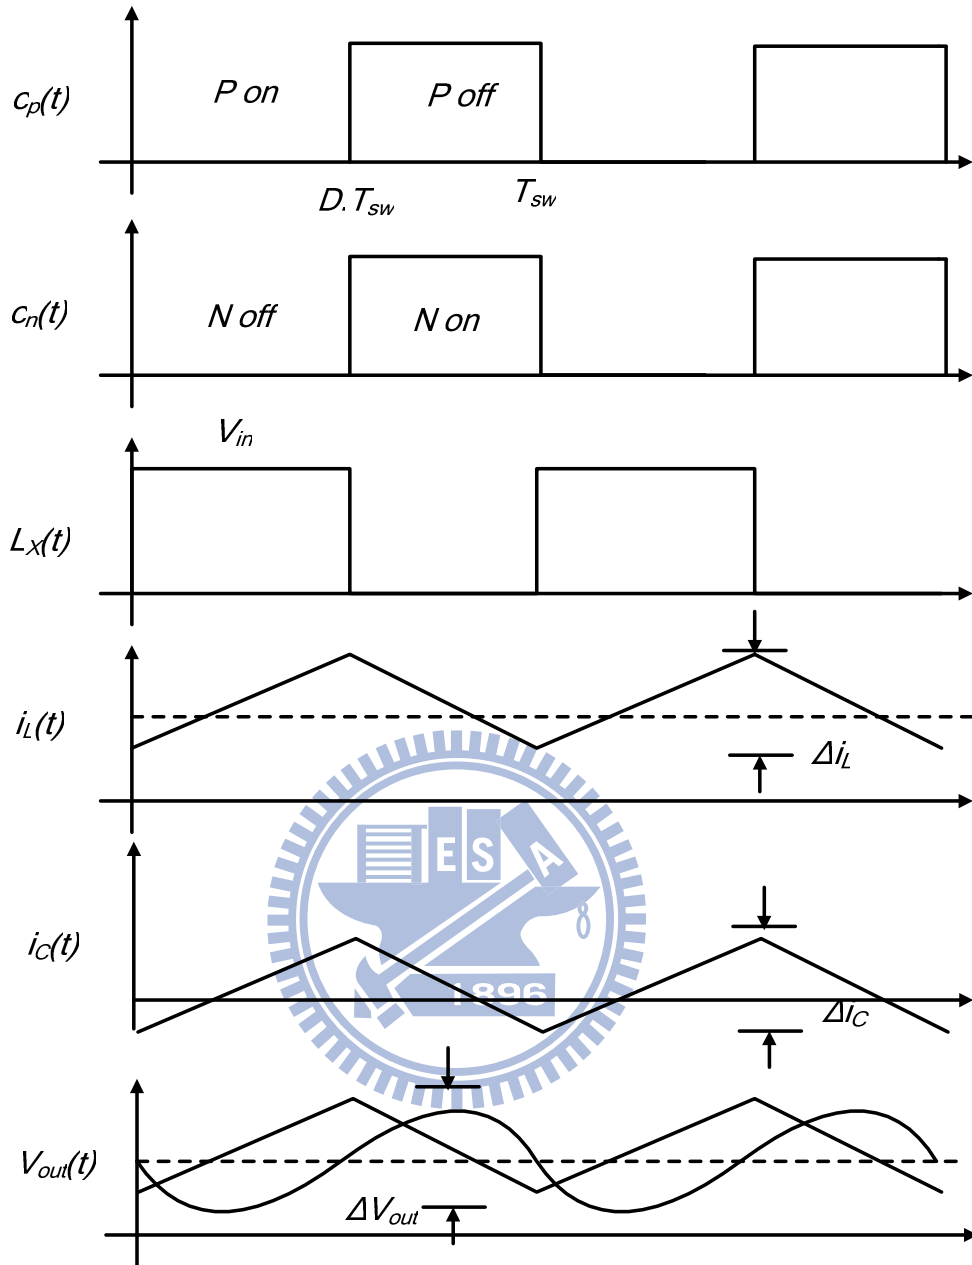 P on
P off
cp(t)
D.Tsw
Tsw
N off
N on
cn(t)
Vin
LX(t)
iL(t)
ΔiL
E S A
iC(t)
1896
ΔiC
Vout(t)
ΔVout